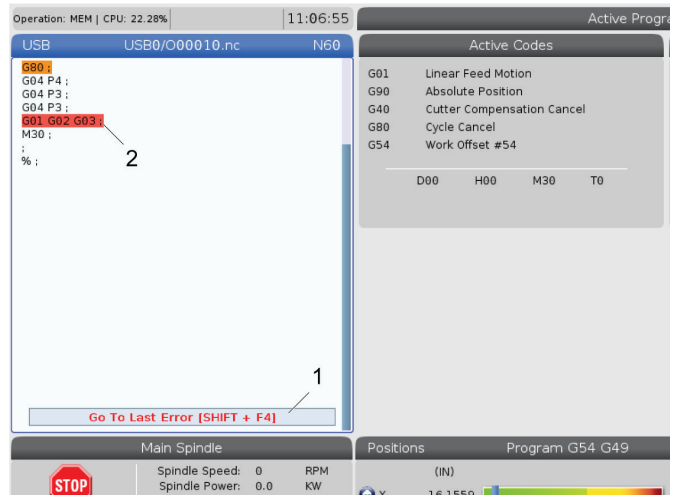 Operation: MEM | CPU: 22.28%
11:06:55
Active Progra
USB USB0/O00010.nc N60
G80 ;
G04 P4 ;
G04 P3 ;
G04 P3 ;
G01 G02 G03 ;
M30 ;
;
% ;
2
1
Go To Last Error [SHIFT + F4]
Active Codes
G01 Linear Feed Motion
G90 Absolute Position
G40 Cutter Compensation Cancel
G80 Cycle Cancel
G54 Work Offset #54
D00 H00 M30 T0
Main Spindle
STOP
Spindle Speed: 0 RPM
Spindle Power: 0.0 KW
Positions Program G54 G49
(IN)
X 16.1559